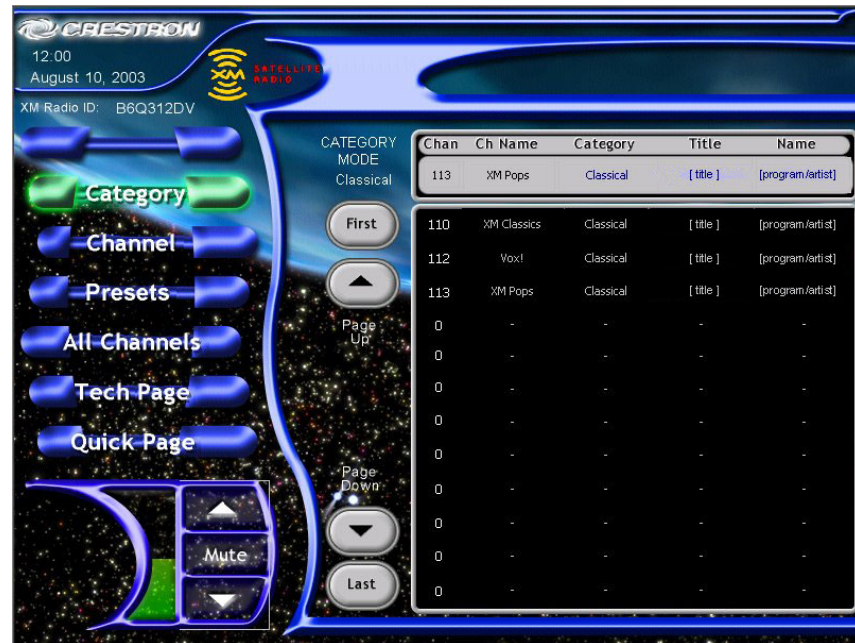 CRESTRON
12:00
August 10, 2003
XM SATELLITE RADIO
XM Radio ID: B6Q312DV
Category
Channel
Presets
All Channels
Tech Page
Quick Page
Mute
CATEGORY
MODE
Classical
First
Page
Up
Page
Down
Last
Chan Ch Name Category Title Name
113 XM Pops Classical [ title ] [program/artist]
110 XM Classics Classical [ title ] [program/artist]
112 Vox! Classical [ title ] [program/artist]
113 XM Pops Classical [ title ] [program/artist]
0 - - - -
0 - - - -
0 - - - -
0 - - - -
0 - - - -
0 - - - -
0 - - - -
0 - - - -
0 - - - -